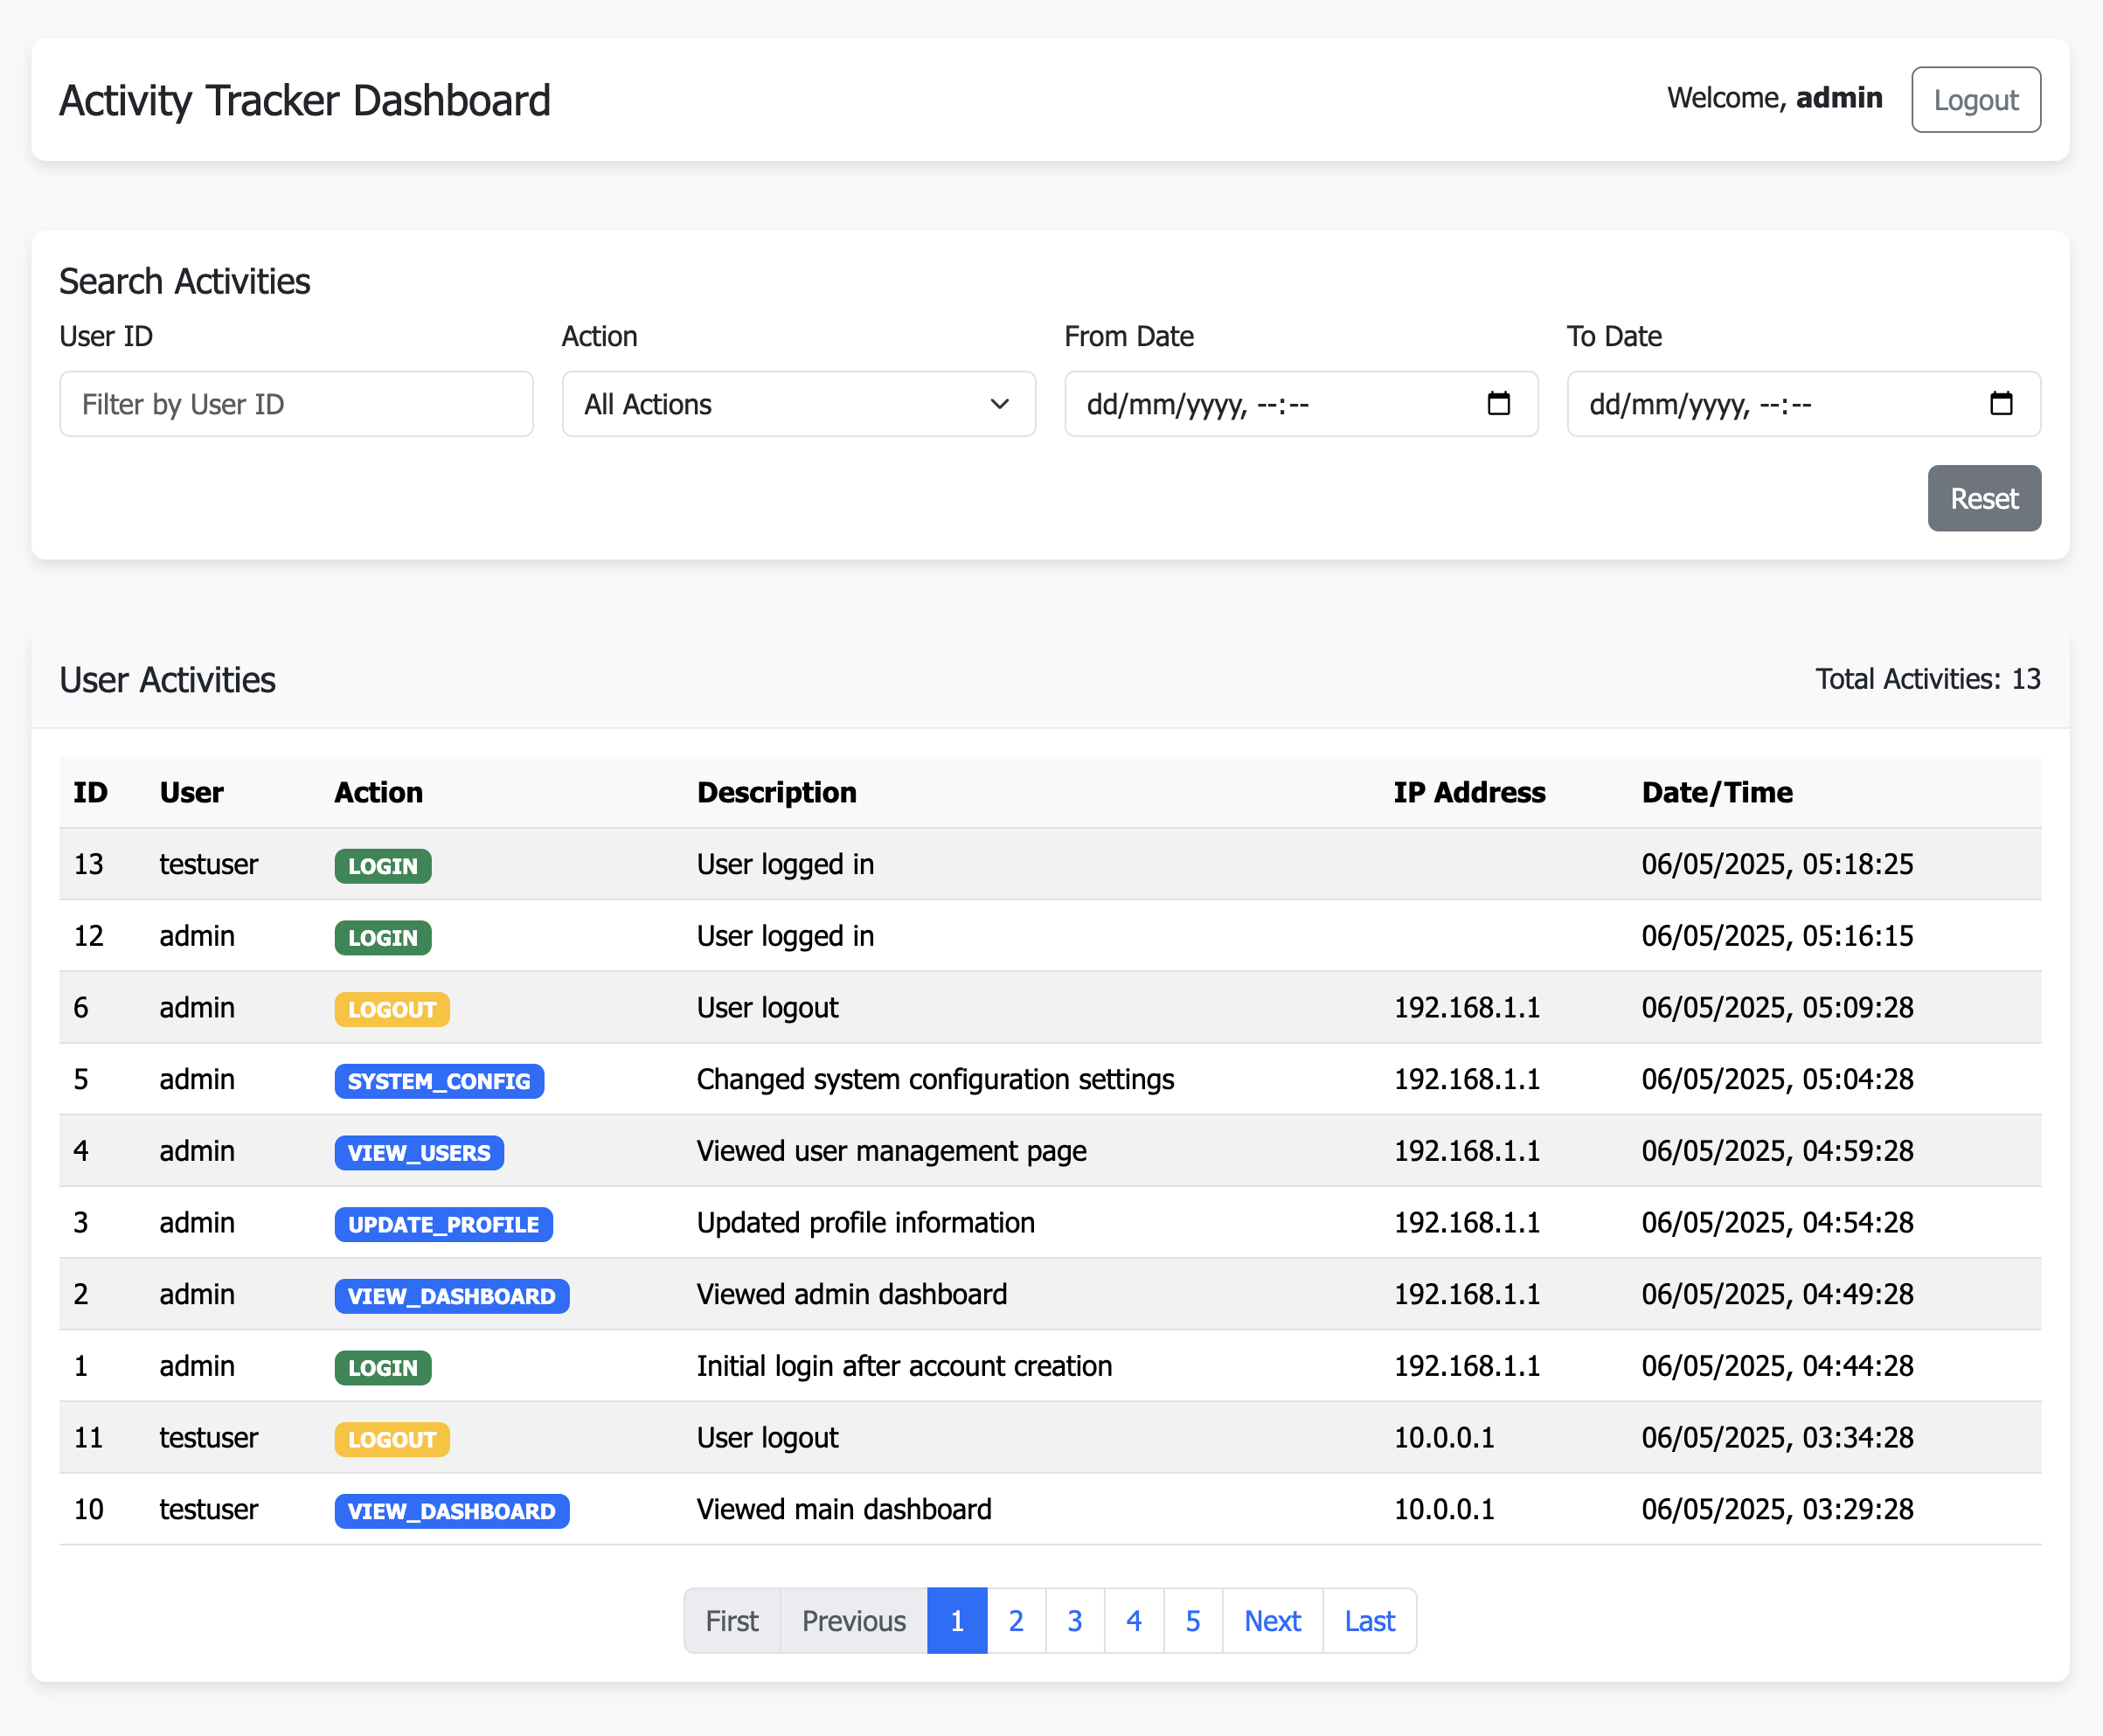 Activity Tracker Dashboard
Welcome, admin Logout
Search Activities
User ID Action From Date To Date
Filter by User ID All Actions dd/mm/yyyy, --:-- dd/mm/yyyy, --:--
Reset
User Activities Total Activities: 13
ID User Action Description IP Address Date/Time
13 testuser LOGIN User logged in 06/05/2025, 05:18:25
12 admin LOGIN User logged in 06/05/2025, 05:16:15
6 admin LOGOUT User logout 192.168.1.1 06/05/2025, 05:09:28
5 admin SYSTEM_CONFIG Changed system configuration settings 192.168.1.1 06/05/2025, 05:04:28
4 admin VIEW_USERS Viewed user management page 192.168.1.1 06/05/2025, 04:59:28
3 admin UPDATE_PROFILE Updated profile information 192.168.1.1 06/05/2025, 04:54:28
2 admin VIEW_DASHBOARD Viewed admin dashboard 192.168.1.1 06/05/2025, 04:49:28
1 admin LOGIN Initial login after account creation 192.168.1.1 06/05/2025, 04:44:28
11 testuser LOGOUT User logout 10.0.0.1 06/05/2025, 03:34:28
10 testuser VIEW_DASHBOARD Viewed main dashboard 10.0.0.1 06/05/2025, 03:29:28
First Previous 1 2 3 4 5 Next Last